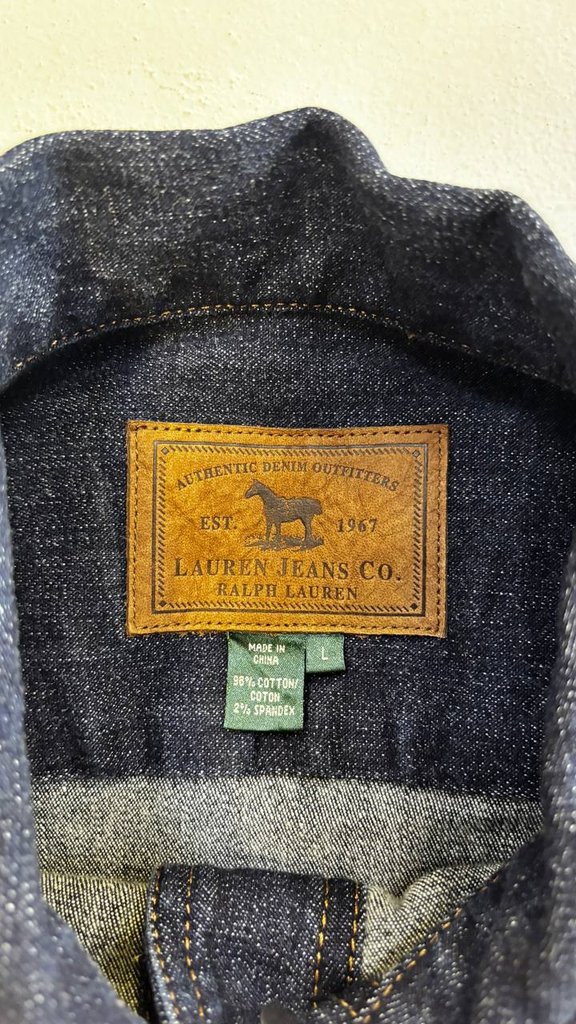 AUTHENTIC DENIM OUTFITTERS
EST. 1967
LAUREN JEANS CO.
RALPH LAUREN
MADE IN
CHINA
L
98% COTTON/
COTON
2% SPANDEX